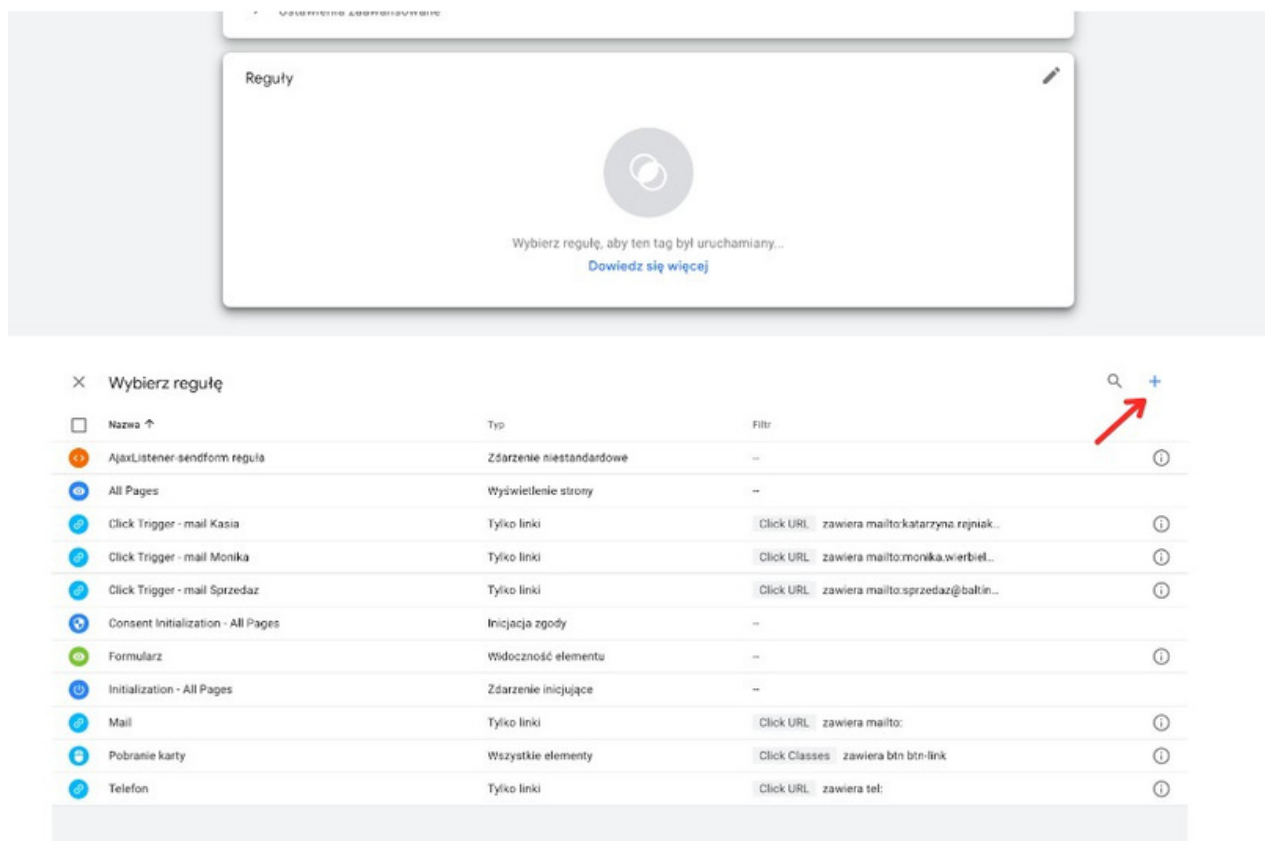 Ustawienia zaawansowane
Reguły
Wybierz regułę, aby ten tag był uruchamiany...
Dowiedz się więcej
Wybierz regułę
Nazwa Typ Filtr
AjaxListener-sendform reguła Zdarzenie niestandardowe --
All Pages Wyświetlenie strony --
Click Trigger - mail Kasia Tylko linki Click URL zawiera mailto:katarzyna.rejniak...
Click Trigger - mail Monika Tylko linki Click URL zawiera mailto:monika.wierbiel...
Click Trigger - mail Sprzedaz Tylko linki Click URL zawiera mailto:sprzedaz@baltin...
Consent Initialization - All Pages Inicjacja zgody --
Formularz Widoczność elementu --
Initialization - All Pages Zdarzenie inicjujące --
Mail Tylko linki Click URL zawiera mailto:
Pobranie karty Wszystkie elementy Click Classes zawiera btn btn-link
Telefon Tylko linki Click URL zawiera tel: